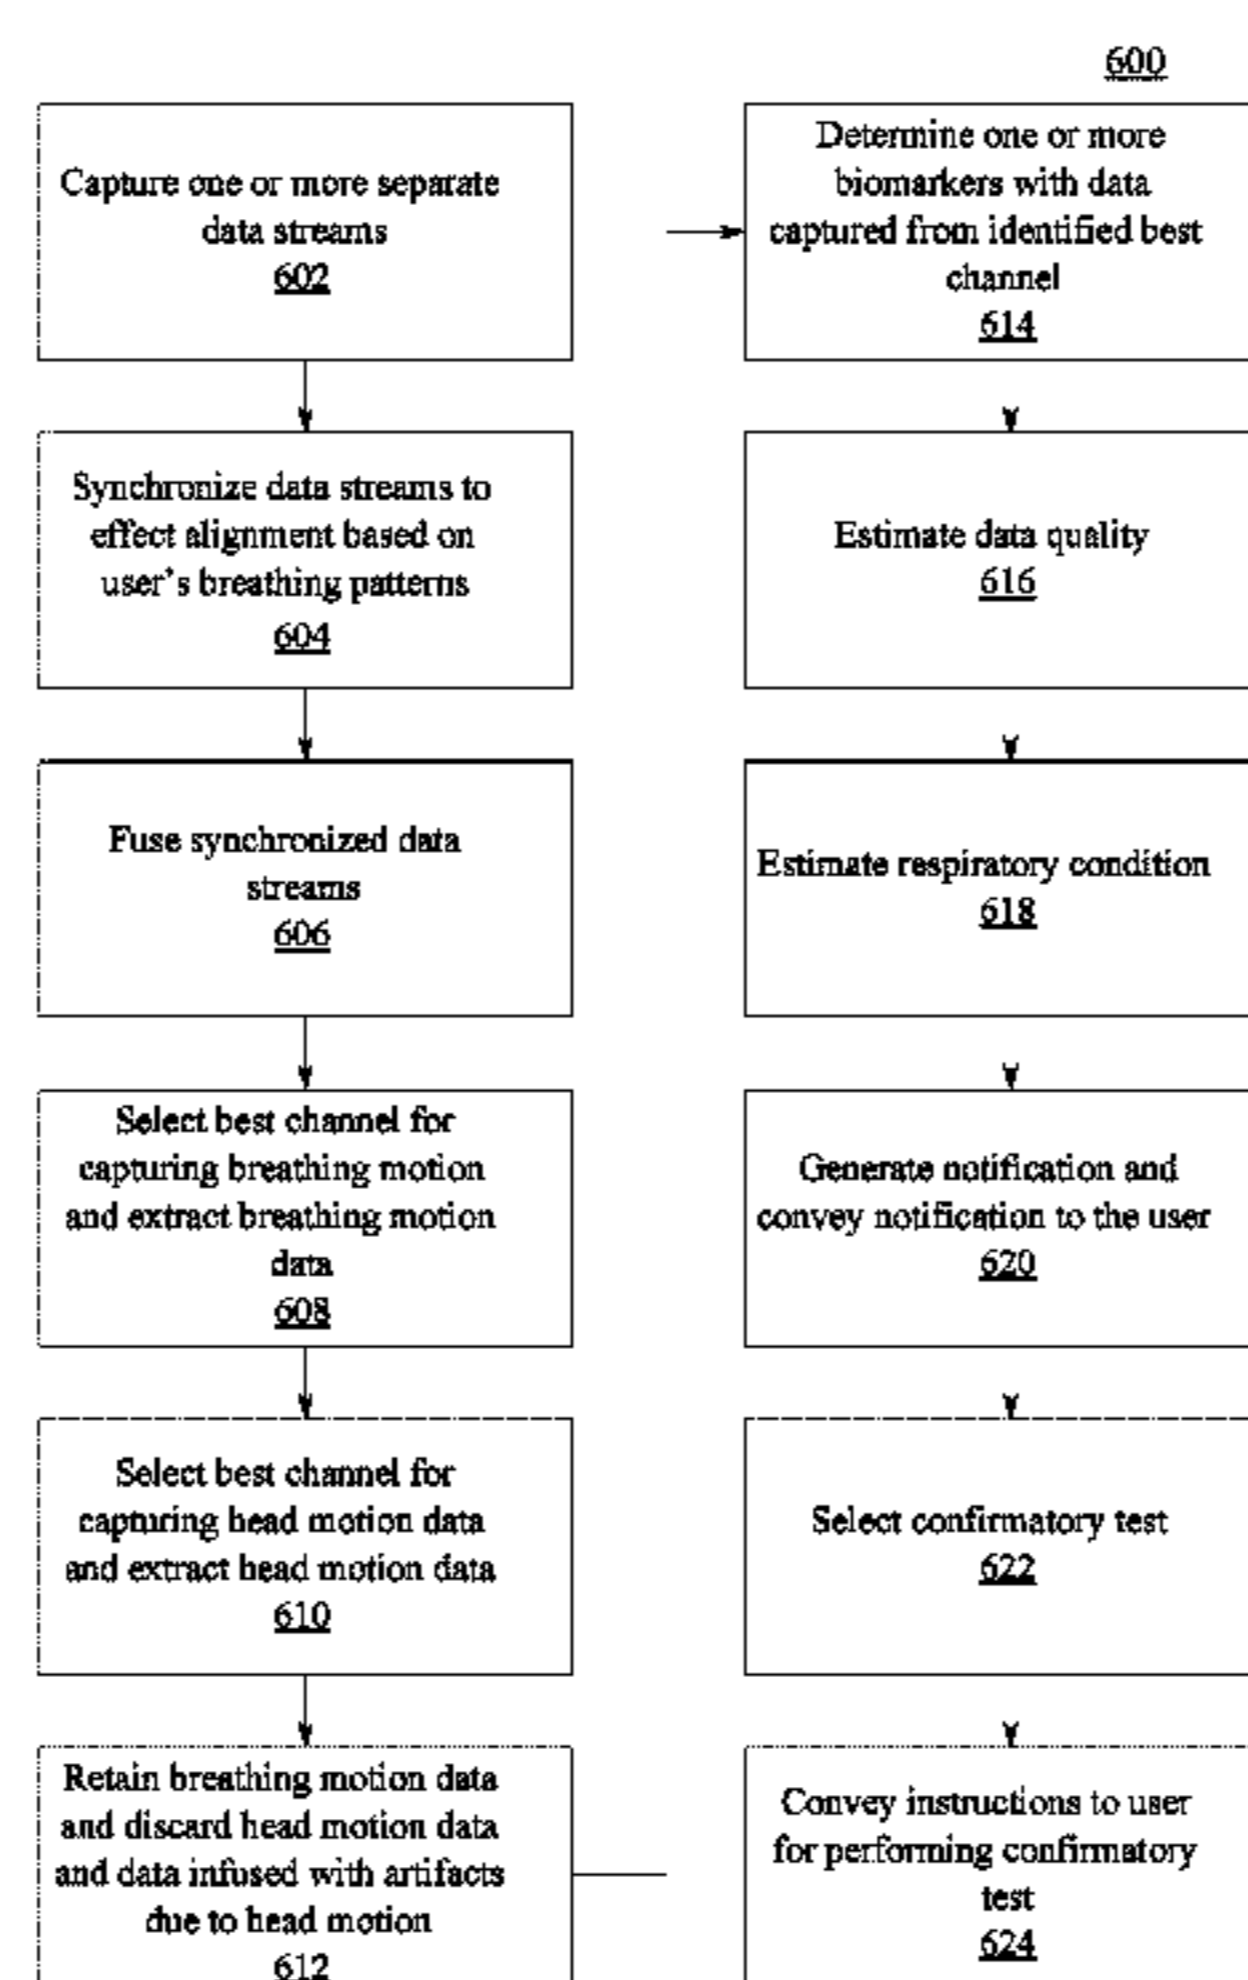 600
Capture one or more separate
data streams
602
Synchronize data streams to
effect alignment based on
user's breathing patterns
604
Fuse synchronized data
streams
606
Select best channel for
capturing breathing motion
and extract breathing motion
data
608
Select best channel for
capturing head motion data
and extract head motion data
610
Retain breathing motion data
and discard head motion data
and data infused with artifacts
due to head motion
612
Determine one or more
biomarkers with data
captured from identified best
channel
614
Estimate data quality
616
Estimate respiratory condition
618
Generate notification and
convey notification to the user
620
Select confirmatory test
622
Convey instructions to user
for performing confirmatory
test
624